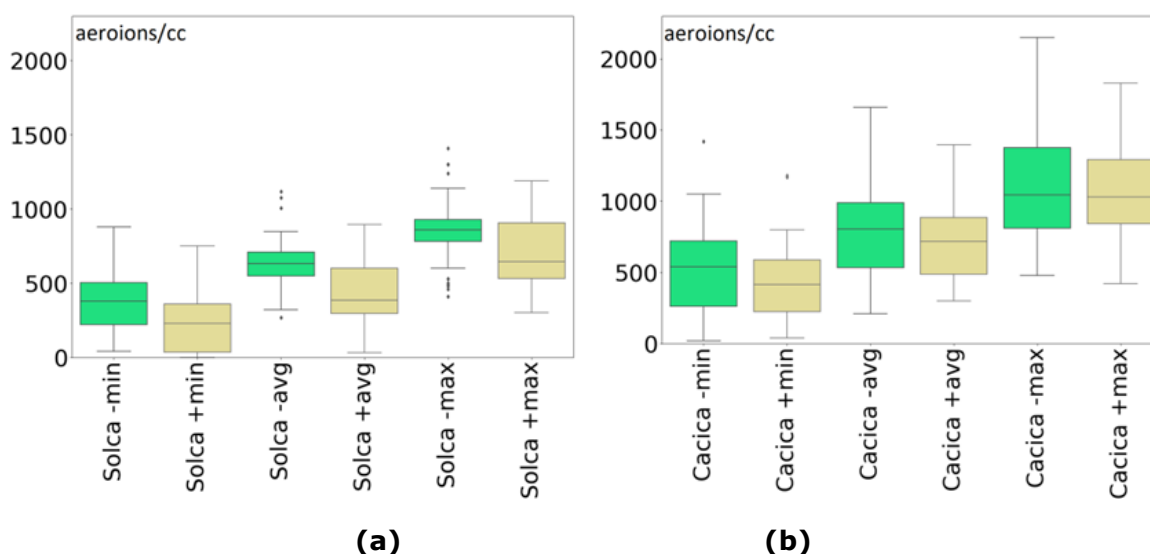 aeroions/cc
2000
1500
1000
500
0
Solca -min
Solca +min
Solca -avg
Solca +avg
Solca -max
Solca +max
(a)
aeroions/cc
2000
1500
1000
500
0
Cacica -min
Cacica +min
Cacica -avg
Cacica +avg
Cacica -max
Cacica +max
(b)